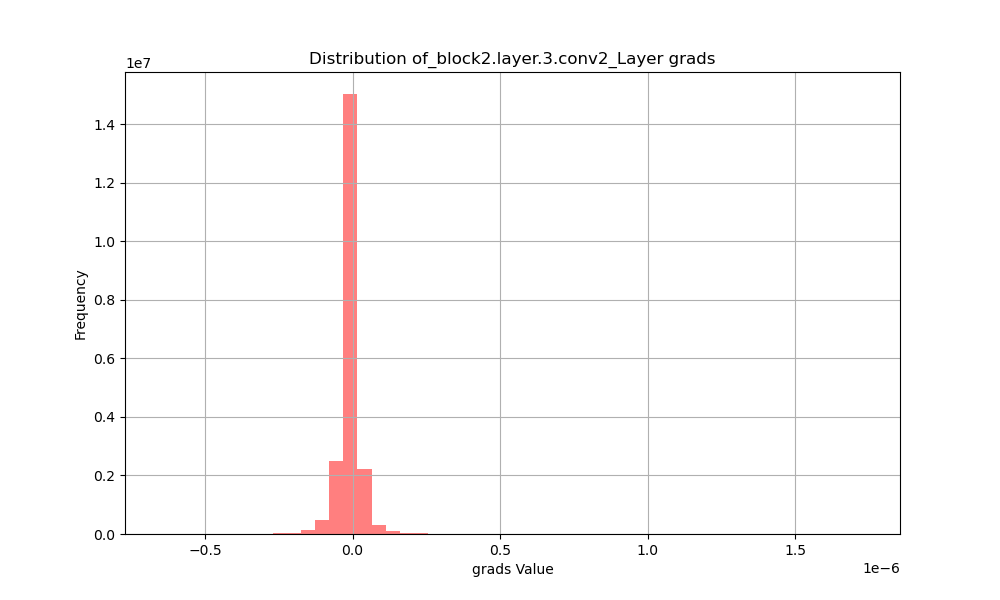 Distribution of_block2.layer.3.conv2_Layer grads
1e7
1.4
1.2
1.0
0.8
0.6
0.4
0.2
0.0
Frequency
−0.5 0.0 0.5 1.0 1.5
grads Value
1e−6